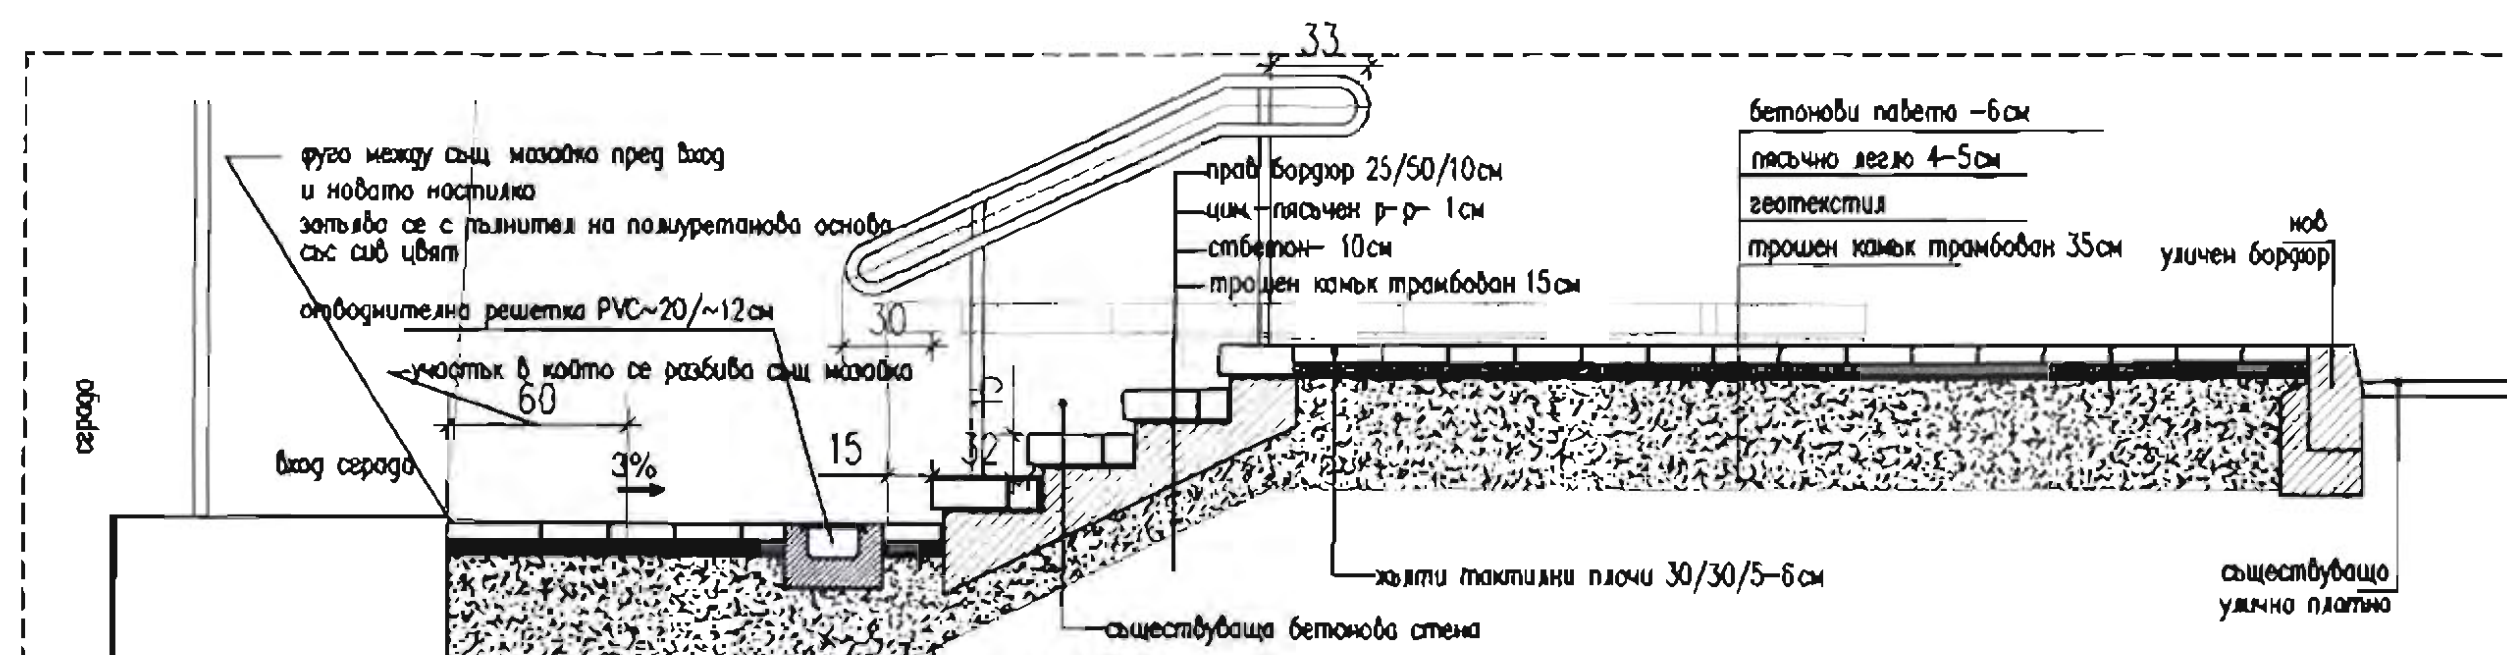 33
бетонови павета -6см
пясъчно легло 4-5см
геотекстил
трошен камък трамбован 35см
нов
уличен бордюр
прав бордюр 25/50/10см
цим.-пясъчен р-р- 1см
стбетон- 10см
трошен камък трамбован 15см
фуга между същ. мозайка пред вход
и новата настилка
запълва се с пълнител на полиуретанова основа
със сив цвят
отводнителна решетка PVC~20/~12см
30
участък в който се разбива същ мозайка
60
сграда
15
32
15
вход сграда
3%
жълти тактилни плочи 30/30/5-6см
съществуваща
улично платно
съществуваща бетонова стена